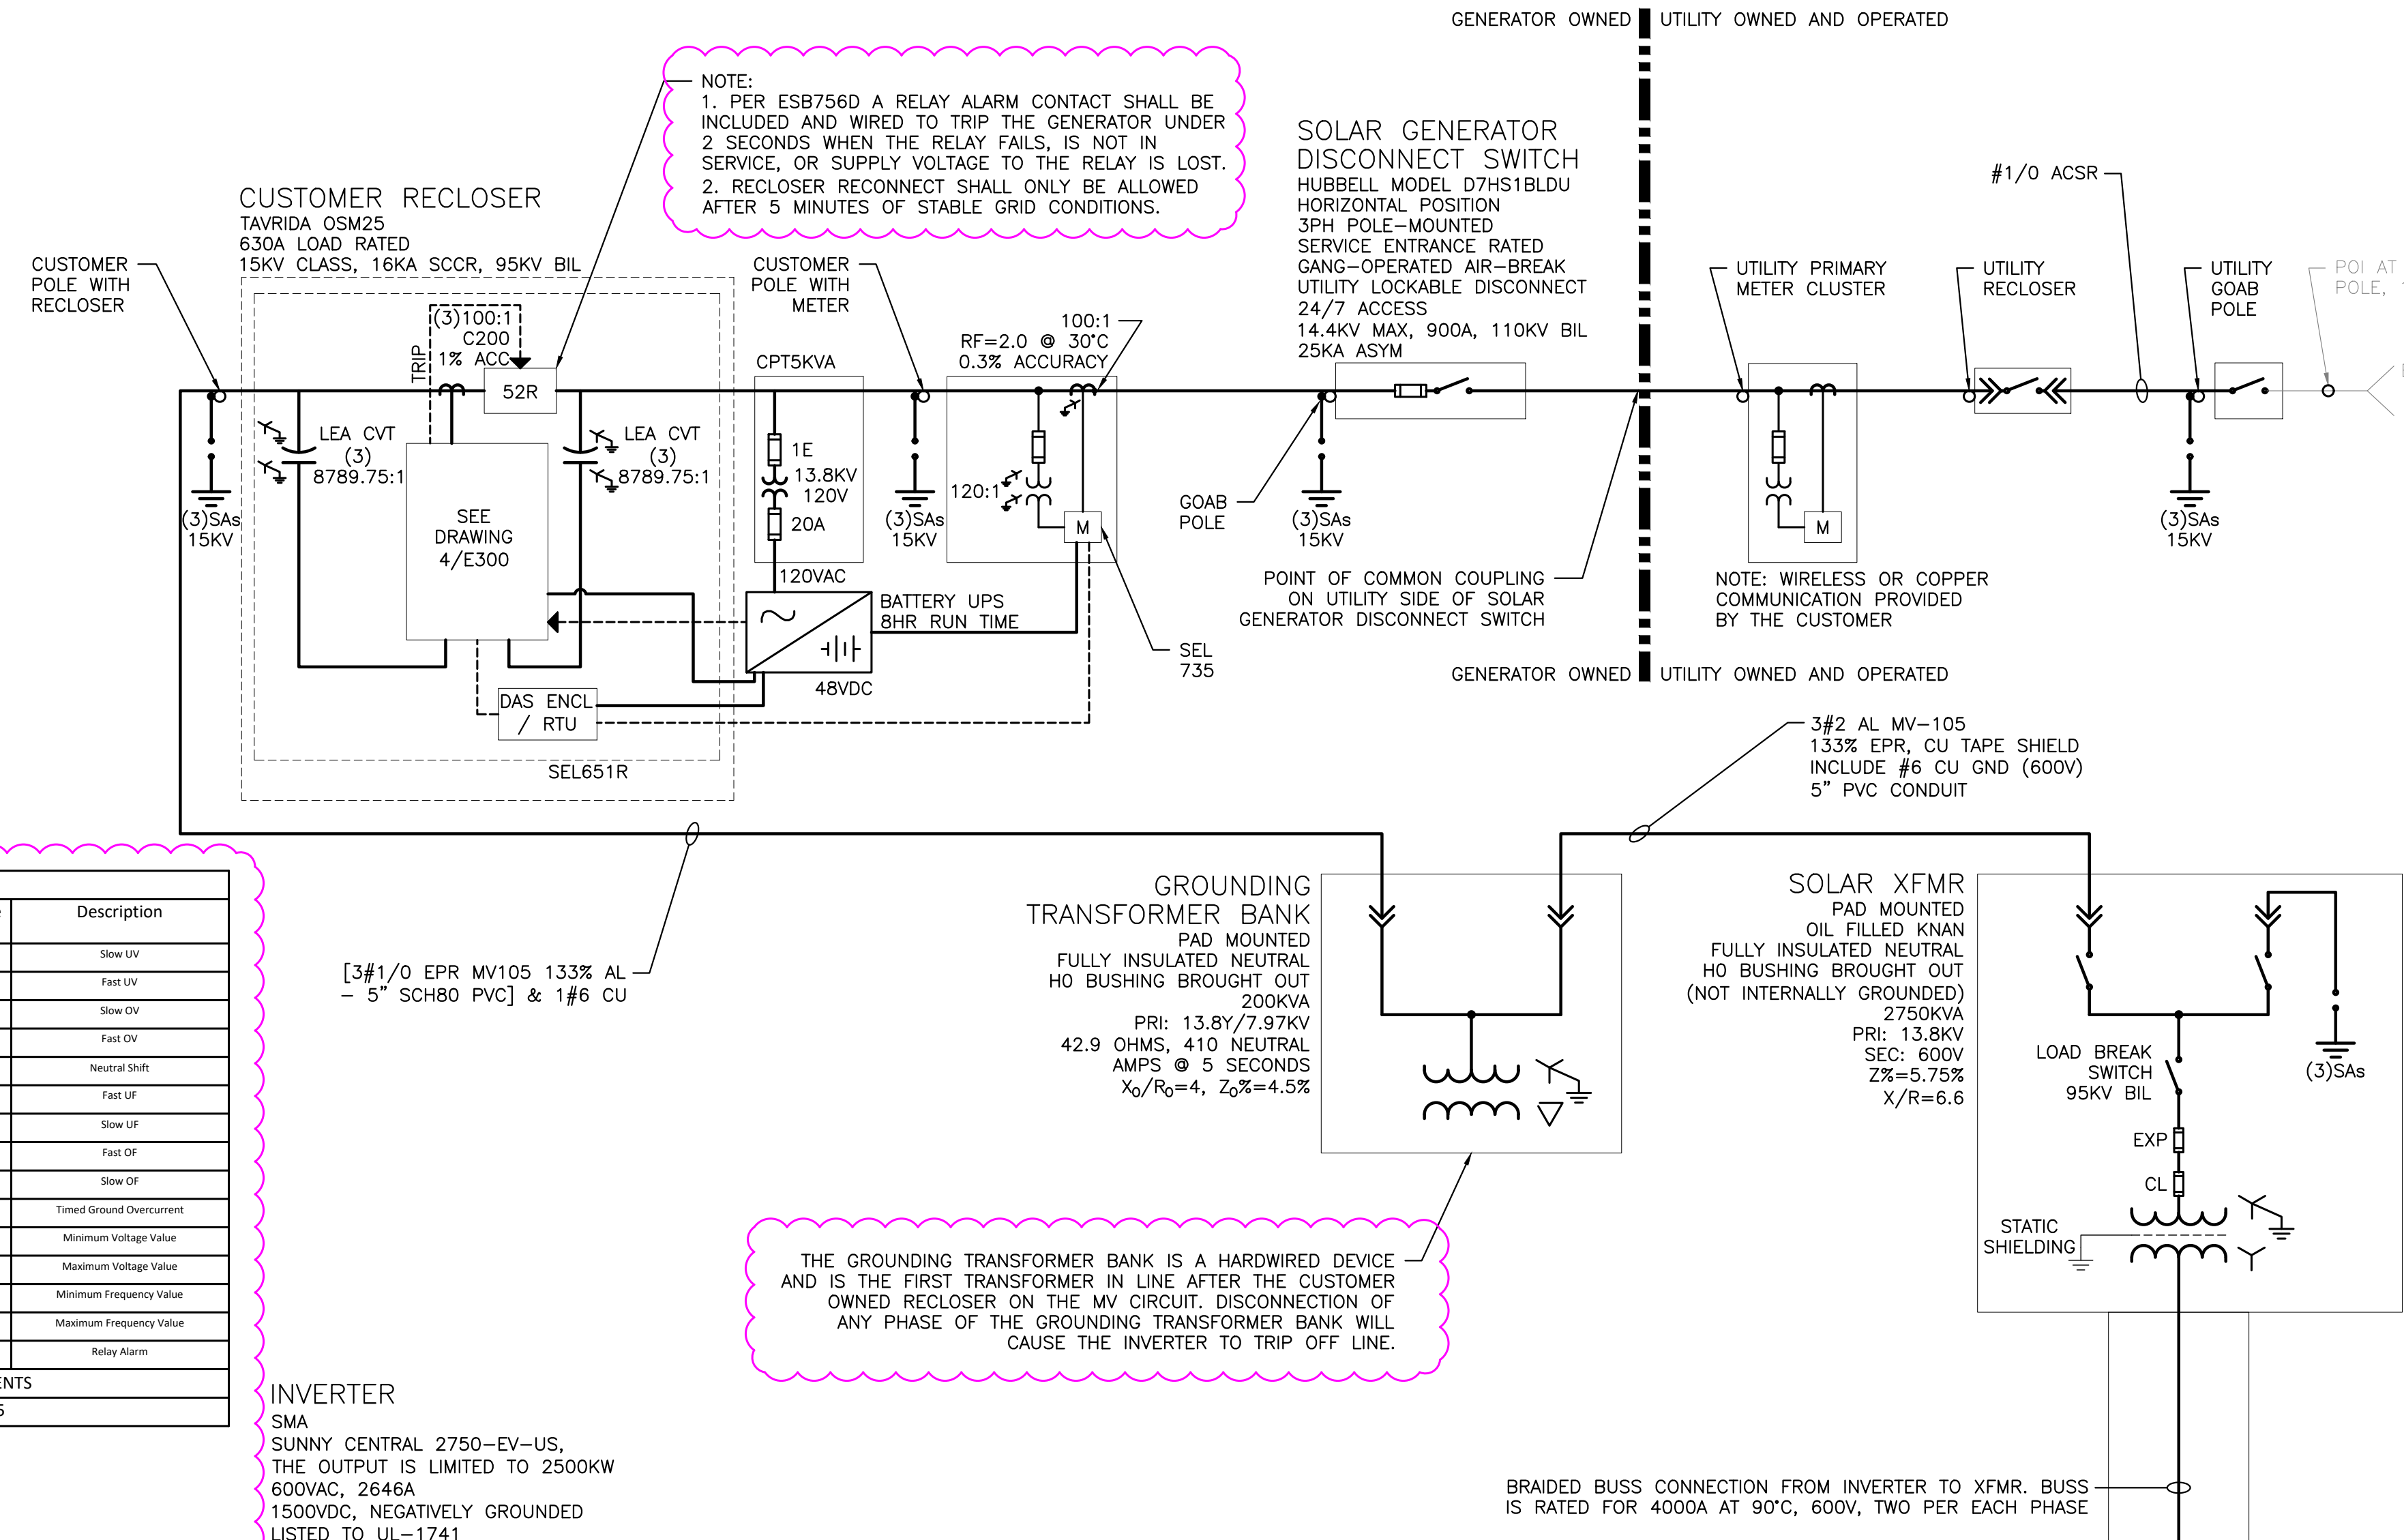 GENERATOR OWNED
UTILITY OWNED AND OPERATED
NOTE:
1. PER ESB756D A RELAY ALARM CONTACT SHALL BE
INCLUDED AND WIRED TO TRIP THE GENERATOR UNDER
2 SECONDS WHEN THE RELAY FAILS, IS NOT IN
SERVICE, OR SUPPLY VOLTAGE TO THE RELAY IS LOST.
2. RECLOSER RECONNECT SHALL ONLY BE ALLOWED
AFTER 5 MINUTES OF STABLE GRID CONDITIONS.
SOLAR GENERATOR
DISCONNECT SWITCH
HUBBELL MODEL D7HS1BLDU
HORIZONTAL POSITION
3PH POLE-MOUNTED
SERVICE ENTRANCE RATED
GANG-OPERATED AIR-BREAK
UTILITY LOCKABLE DISCONNECT
24/7 ACCESS
14.4KV MAX, 900A, 110KV BIL
25KA ASYM
#1/0 ACSR
CUSTOMER RECLOSER
TAVRIDA OSM25
630A LOAD RATED
15KV CLASS, 16KA SCCR, 95KV BIL
CUSTOMER
POLE WITH
RECLOSER
CUSTOMER
POLE WITH
METER
UTILITY PRIMARY
METER CLUSTER
UTILITY
RECLOSER
UTILITY
GOAB
POLE
POI AT
POLE,
TRIP
(3)100:1
C200
1% ACC
52R
CPT5KVA
100:1
RF=2.0 @ 30°C
0.3% ACCURACY
LEA CVT
(3)
8789.75:1
LEA CVT
(3)
8789.75:1
1E
13.8KV
120V
20A
120:1
M
M
SEE
DRAWING
4/E300
(3)SAs
15KV
(3)SAs
15KV
GOAB
POLE
(3)SAs
15KV
(3)SAs
15KV
120VAC
BATTERY UPS
8HR RUN TIME
48VDC
SEL
735
POINT OF COMMON COUPLING
ON UTILITY SIDE OF SOLAR
GENERATOR DISCONNECT SWITCH
NOTE: WIRELESS OR COPPER
COMMUNICATION PROVIDED
BY THE CUSTOMER
DAS ENCL
/ RTU
SEL651R
GENERATOR OWNED
UTILITY OWNED AND OPERATED
3#2 AL MV-105
133% EPR, CU TAPE SHIELD
INCLUDE #6 CU GND (600V)
5" PVC CONDUIT
[3#1/0 EPR MV105 133% AL
- 5" SCH80 PVC] & 1#6 CU
GROUNDING
TRANSFORMER BANK
PAD MOUNTED
FULLY INSULATED NEUTRAL
H0 BUSHING BROUGHT OUT
200KVA
PRI: 13.8Y/7.97KV
42.9 OHMS, 410 NEUTRAL
AMPS @ 5 SECONDS
X0/R0=4, Z0%=4.5%
SOLAR XFMR
PAD MOUNTED
OIL FILLED KNAN
FULLY INSULATED NEUTRAL
H0 BUSHING BROUGHT OUT
(NOT INTERNALLY GROUNDED)
2750KVA
PRI: 13.8KV
SEC: 600V
Z%=5.75%
X/R=6.6
LOAD BREAK
SWITCH
95KV BIL
(3)SAs
EXP
CL
STATIC
SHIELDING
Description
Slow UV
Fast UV
Slow OV
Fast OV
Neutral Shift
Fast UF
Slow UF
Fast OF
Slow OF
Timed Ground Overcurrent
Minimum Voltage Value
Maximum Voltage Value
Minimum Frequency Value
Maximum Frequency Value
Relay Alarm
THE GROUNDING TRANSFORMER BANK IS A HARDWIRED DEVICE
AND IS THE FIRST TRANSFORMER IN LINE AFTER THE CUSTOMER
OWNED RECLOSER ON THE MV CIRCUIT. DISCONNECTION OF
ANY PHASE OF THE GROUNDING TRANSFORMER BANK WILL
CAUSE THE INVERTER TO TRIP OFF LINE.
INVERTER
SMA
SUNNY CENTRAL 2750-EV-US,
THE OUTPUT IS LIMITED TO 2500KW
600VAC, 2646A
1500VDC, NEGATIVELY GROUNDED
LISTED TO UL-1741
BRAIDED BUSS CONNECTION FROM INVERTER TO XFMR. BUSS
IS RATED FOR 4000A AT 90°C, 600V, TWO PER EACH PHASE